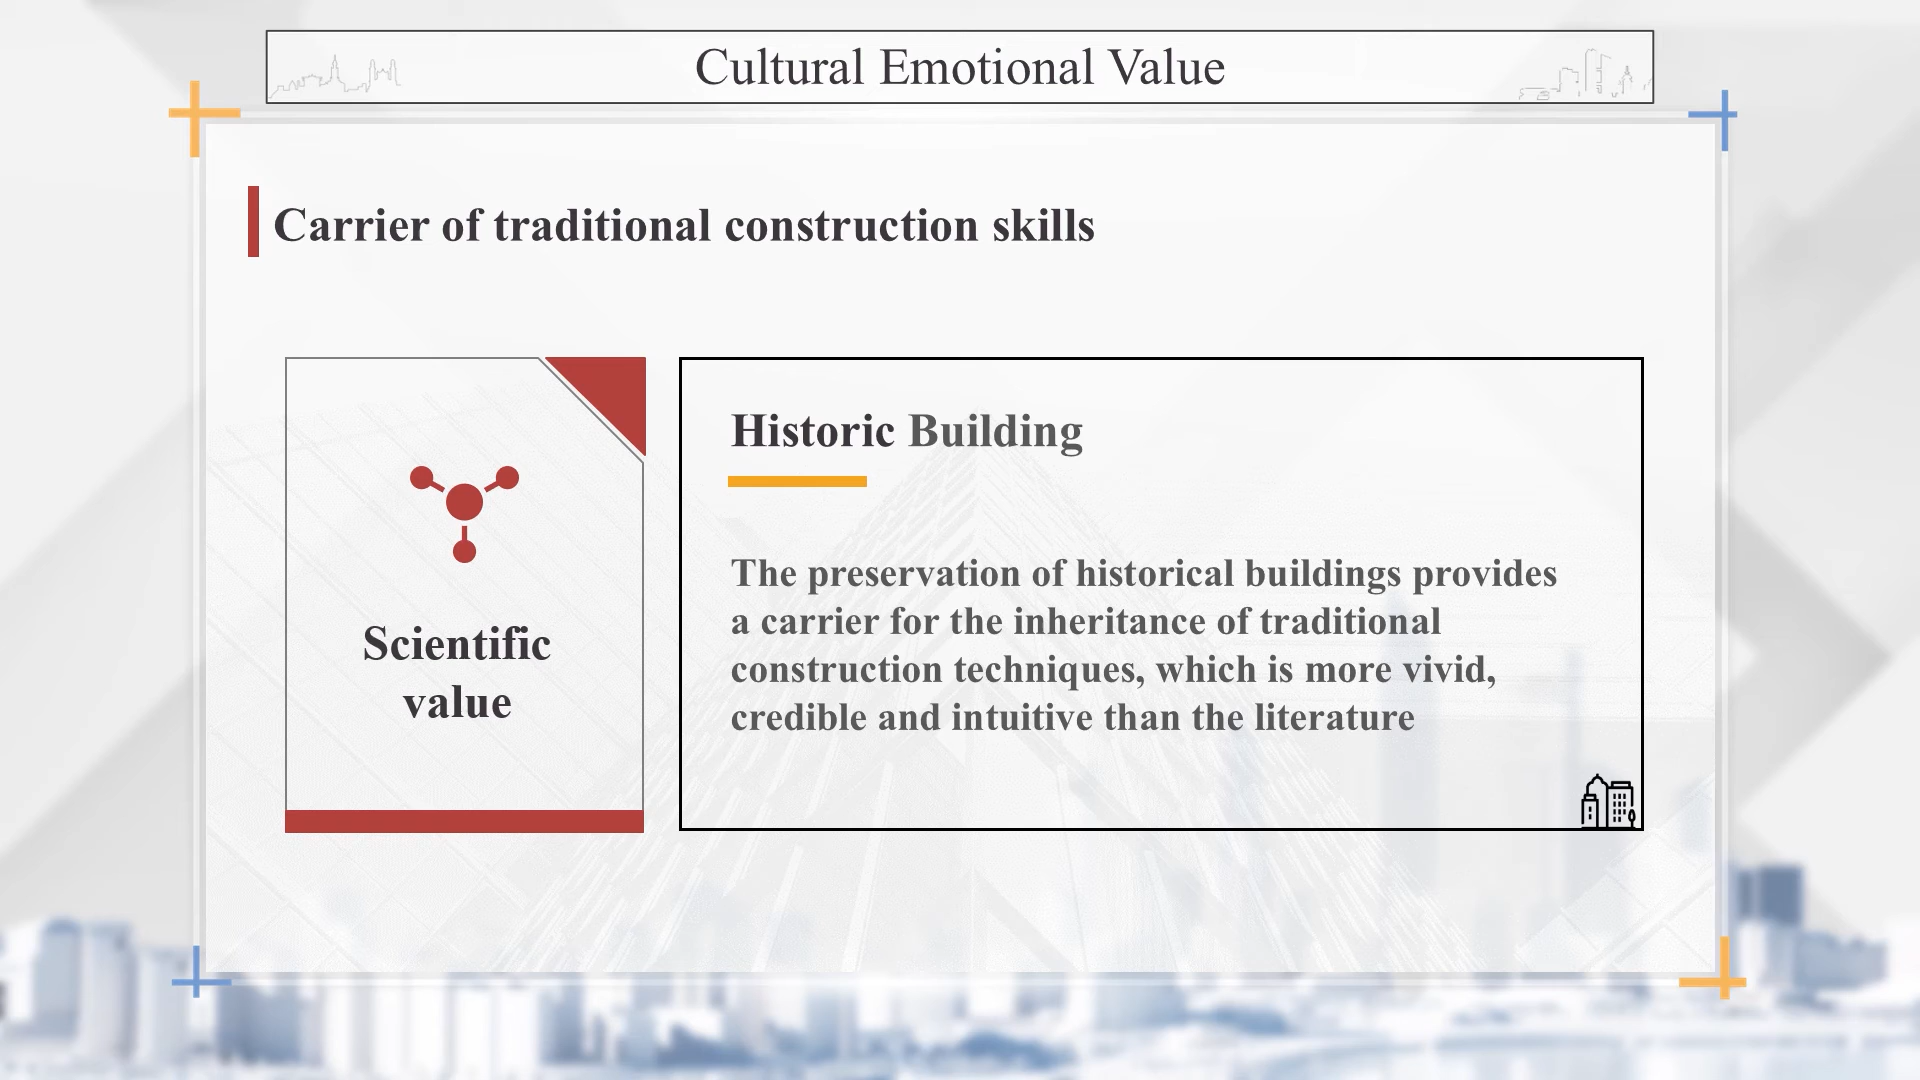 Cultural Emotional Value
Carrier of traditional construction skills
Scientific
value
Historic Building
The preservation of historical buildings provides
a carrier for the inheritance of traditional
construction techniques, which is more vivid,
credible and intuitive than the literature